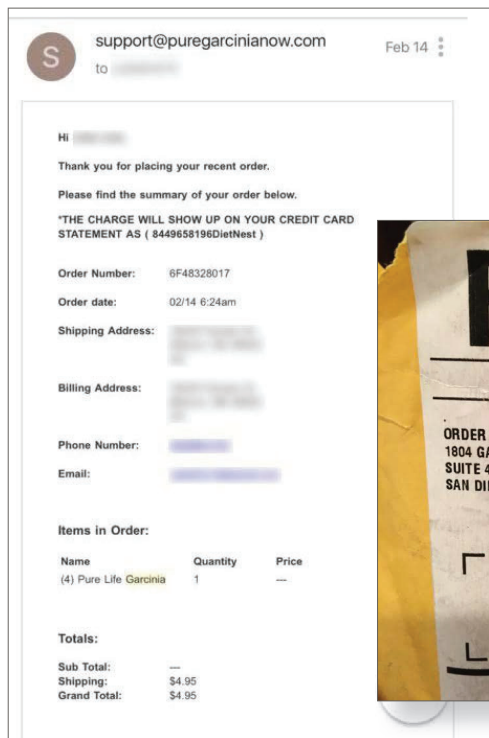 S
support@puregarcinianow.com
Feb 14
to
Hi
Thank you for placing your recent order.
Please find the summary of your order below.
*THE CHARGE WILL SHOW UP ON YOUR CREDIT CARD
STATEMENT AS ( 8449658196DietNest )
Order Number: 6F48328017
Order date: 02/14 6:24am
Shipping Address:
Billing Address:
Phone Number:
Email:
Items in Order:
Name Quantity Price
(4) Pure Life Garcinia 1 ---
Totals:
Sub Total: ---
Shipping: $4.95
Grand Total: $4.95
ORDER
1804 GA
SUITE 4
SAN DI